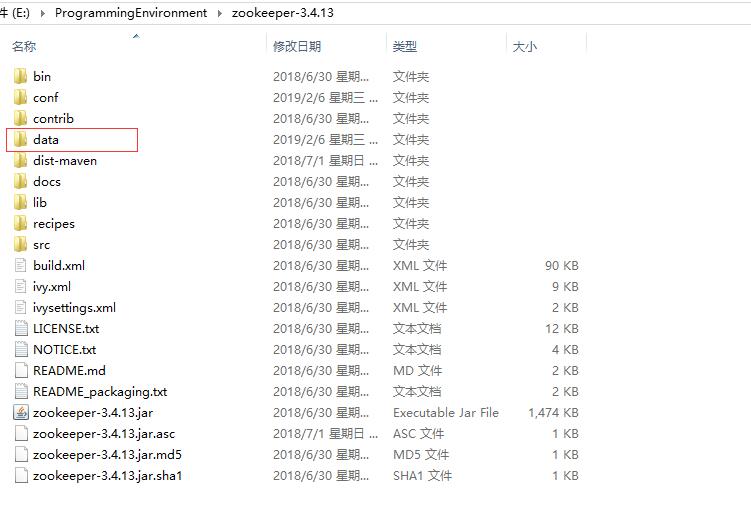 件 (E:) ▸ ProgrammingEnvironment ▸ zookeeper-3.4.13
名称 修改日期 类型 大小
bin 2018/6/30 星期... 文件夹
conf 2019/2/6 星期三 ... 文件夹
contrib 2018/6/30 星期... 文件夹
data 2019/2/6 星期三 ... 文件夹
dist-maven 2018/7/1 星期日 ... 文件夹
docs 2018/6/30 星期... 文件夹
lib 2018/6/30 星期... 文件夹
recipes 2018/6/30 星期... 文件夹
src 2018/6/30 星期... 文件夹
build.xml 2018/6/30 星期... XML 文件 90 KB
ivy.xml 2018/6/30 星期... XML 文件 9 KB
ivysettings.xml 2018/6/30 星期... XML 文件 2 KB
LICENSE.txt 2018/6/30 星期... 文本文档 12 KB
NOTICE.txt 2018/6/30 星期... 文本文档 4 KB
README.md 2018/6/30 星期... MD 文件 2 KB
README_packaging.txt 2018/6/30 星期... 文本文档 2 KB
zookeeper-3.4.13.jar 2018/6/30 星期... Executable Jar File 1,474 KB
zookeeper-3.4.13.jar.asc 2018/7/1 星期日 ... ASC 文件 1 KB
zookeeper-3.4.13.jar.md5 2018/6/30 星期... MD5 文件 1 KB
zookeeper-3.4.13.jar.sha1 2018/6/30 星期... SHA1 文件 1 KB